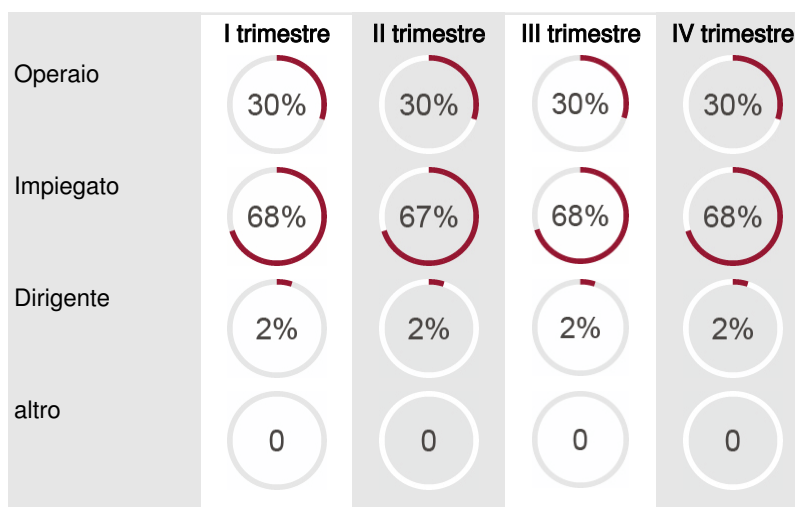 I trimestre II trimestre III trimestre IV trimestre
Operaio 30% 30% 30% 30%
Impiegato 68% 67% 68% 68%
Dirigente 2% 2% 2% 2%
altro 0 0 0 0